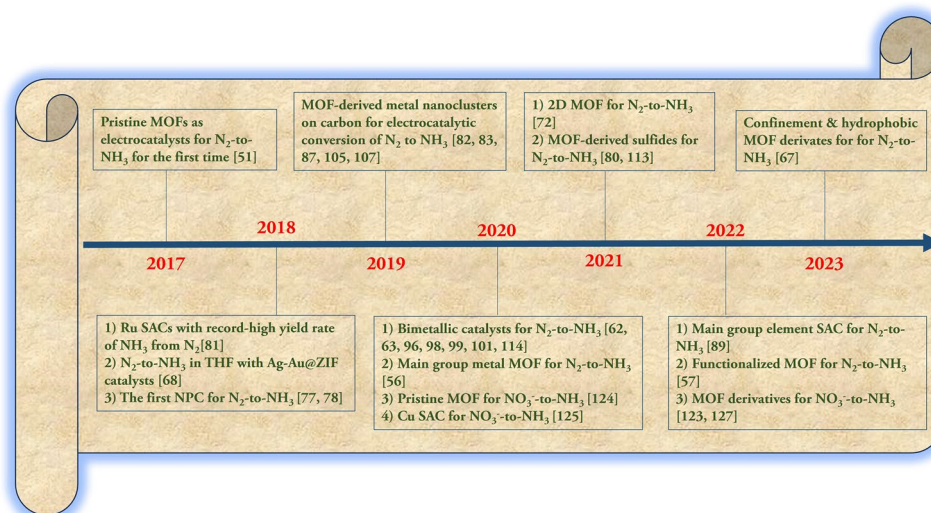 Pristine MOFs as
electrocatalysts for N₂-to-
NH₃ for the first time [51]
MOF-derived metal nanoclusters
on carbon for electrocatalytic
conversion of N₂ to NH₃ [82, 83,
87, 105, 107]
1) 2D MOF for N₂-to-NH₃
[72]
2) MOF-derived sulfides for
N₂-to-NH₃ [80, 113]
Confinement & hydrophobic
MOF derivates for for N₂-to-
NH₃ [67]
2018
2020
2022
2017
2019
2021
2023
1) Ru SACs with record-high yield rate
of NH₃ from N₂[81]
2) N₂-to-NH₃ in THF with Ag-Au@ZIF
catalysts [68]
3) The first NPC for N₂-to-NH₃ [77, 78]
1) Bimetallic catalysts for N₂-to-NH₃ [62,
63, 96, 98, 99, 101, 114]
2) Main group metal MOF for N₂-to-NH₃
[56]
3) Pristine MOF for NO₃⁻-to-NH₃ [124]
4) Cu SAC for NO₃⁻-to-NH₃ [125]
1) Main group element SAC for N₂-to-
NH₃ [89]
2) Functionalized MOF for N₂-to-NH₃
[57]
3) MOF derivatives for NO₃⁻-to-NH₃
[123, 127]